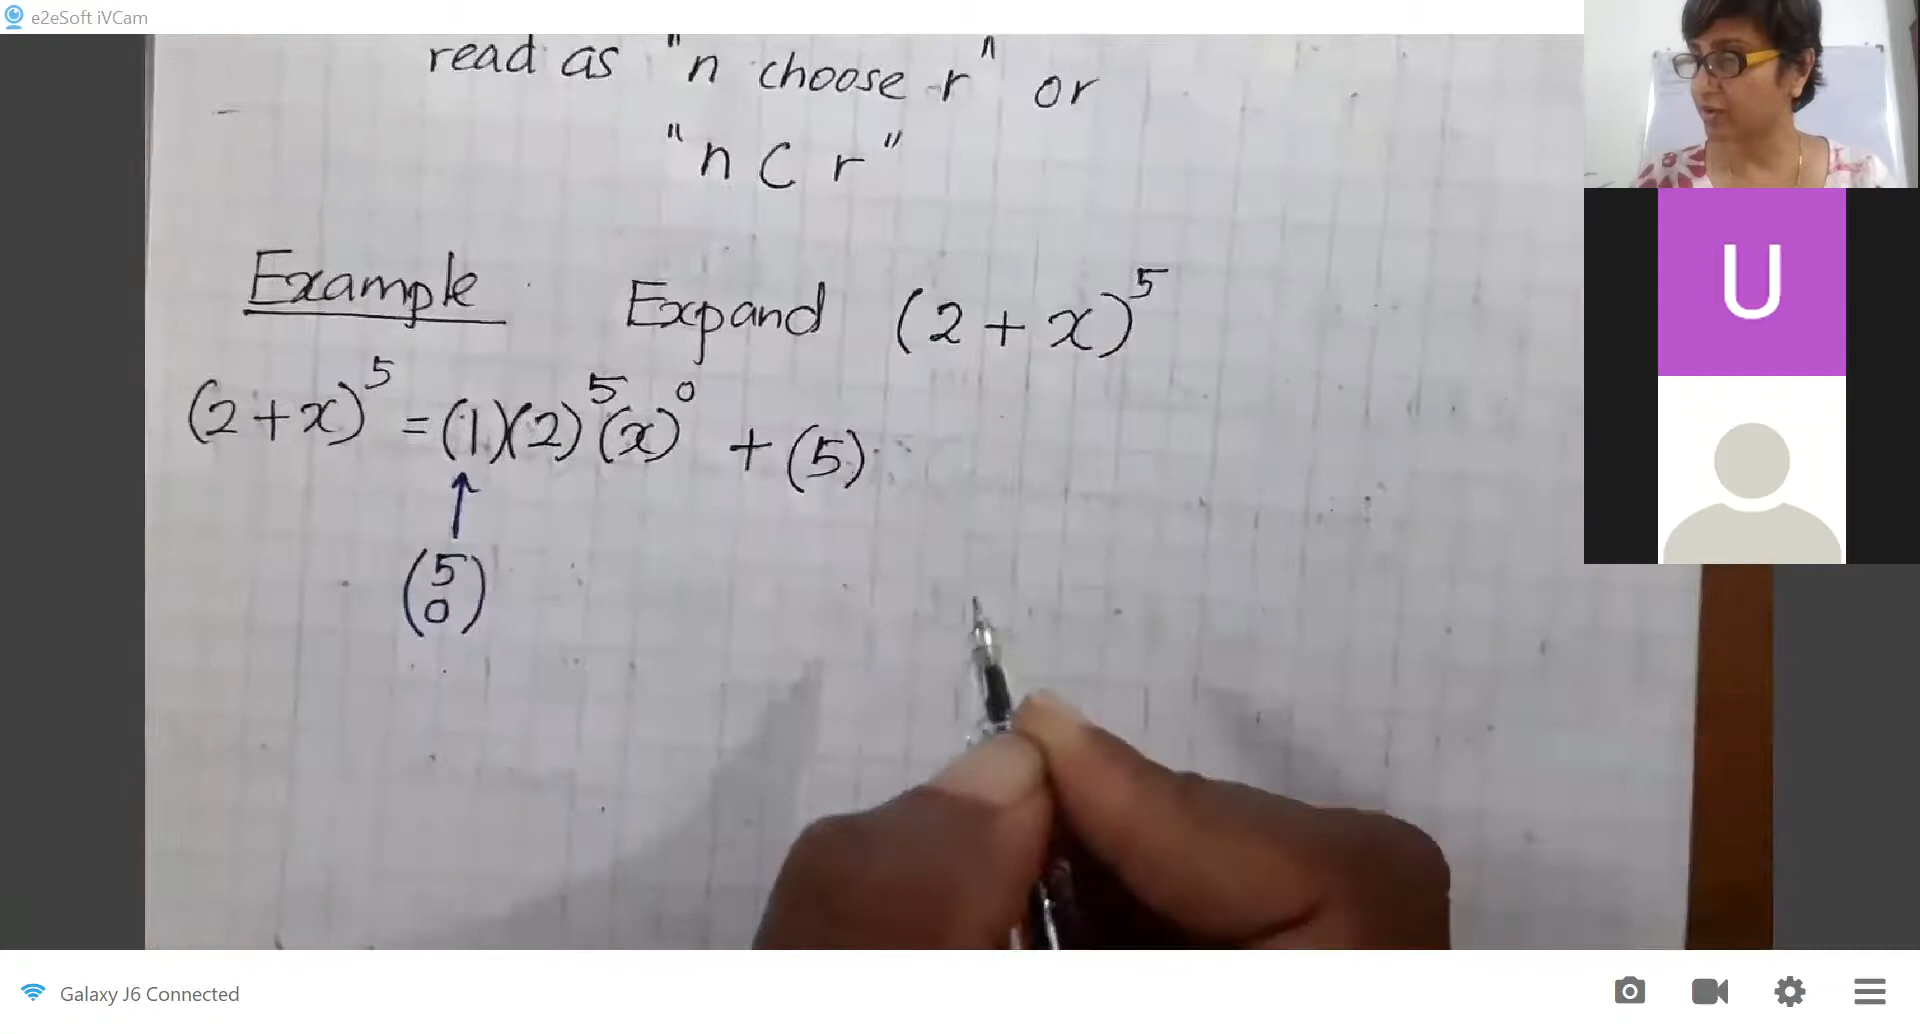 e2eSoft iVCam
read as "n choose r" or
"n C r"
Example Expand (2 + x)⁵
(2 + x)⁵ = (1)(2)⁵(x)⁰ + (5)
↑
(5
0)
U
Galaxy J6 Connected